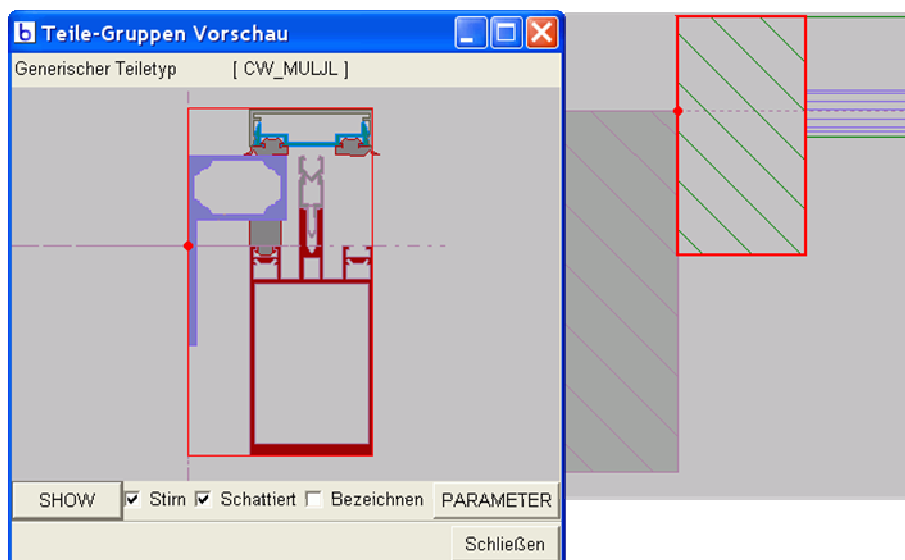 b Teile-Gruppen Vorschau
Generischer Teiletyp [ CW_MULJL ]
SHOW Stirn Schattiert Bezeichnen PARAMETER
Schließen